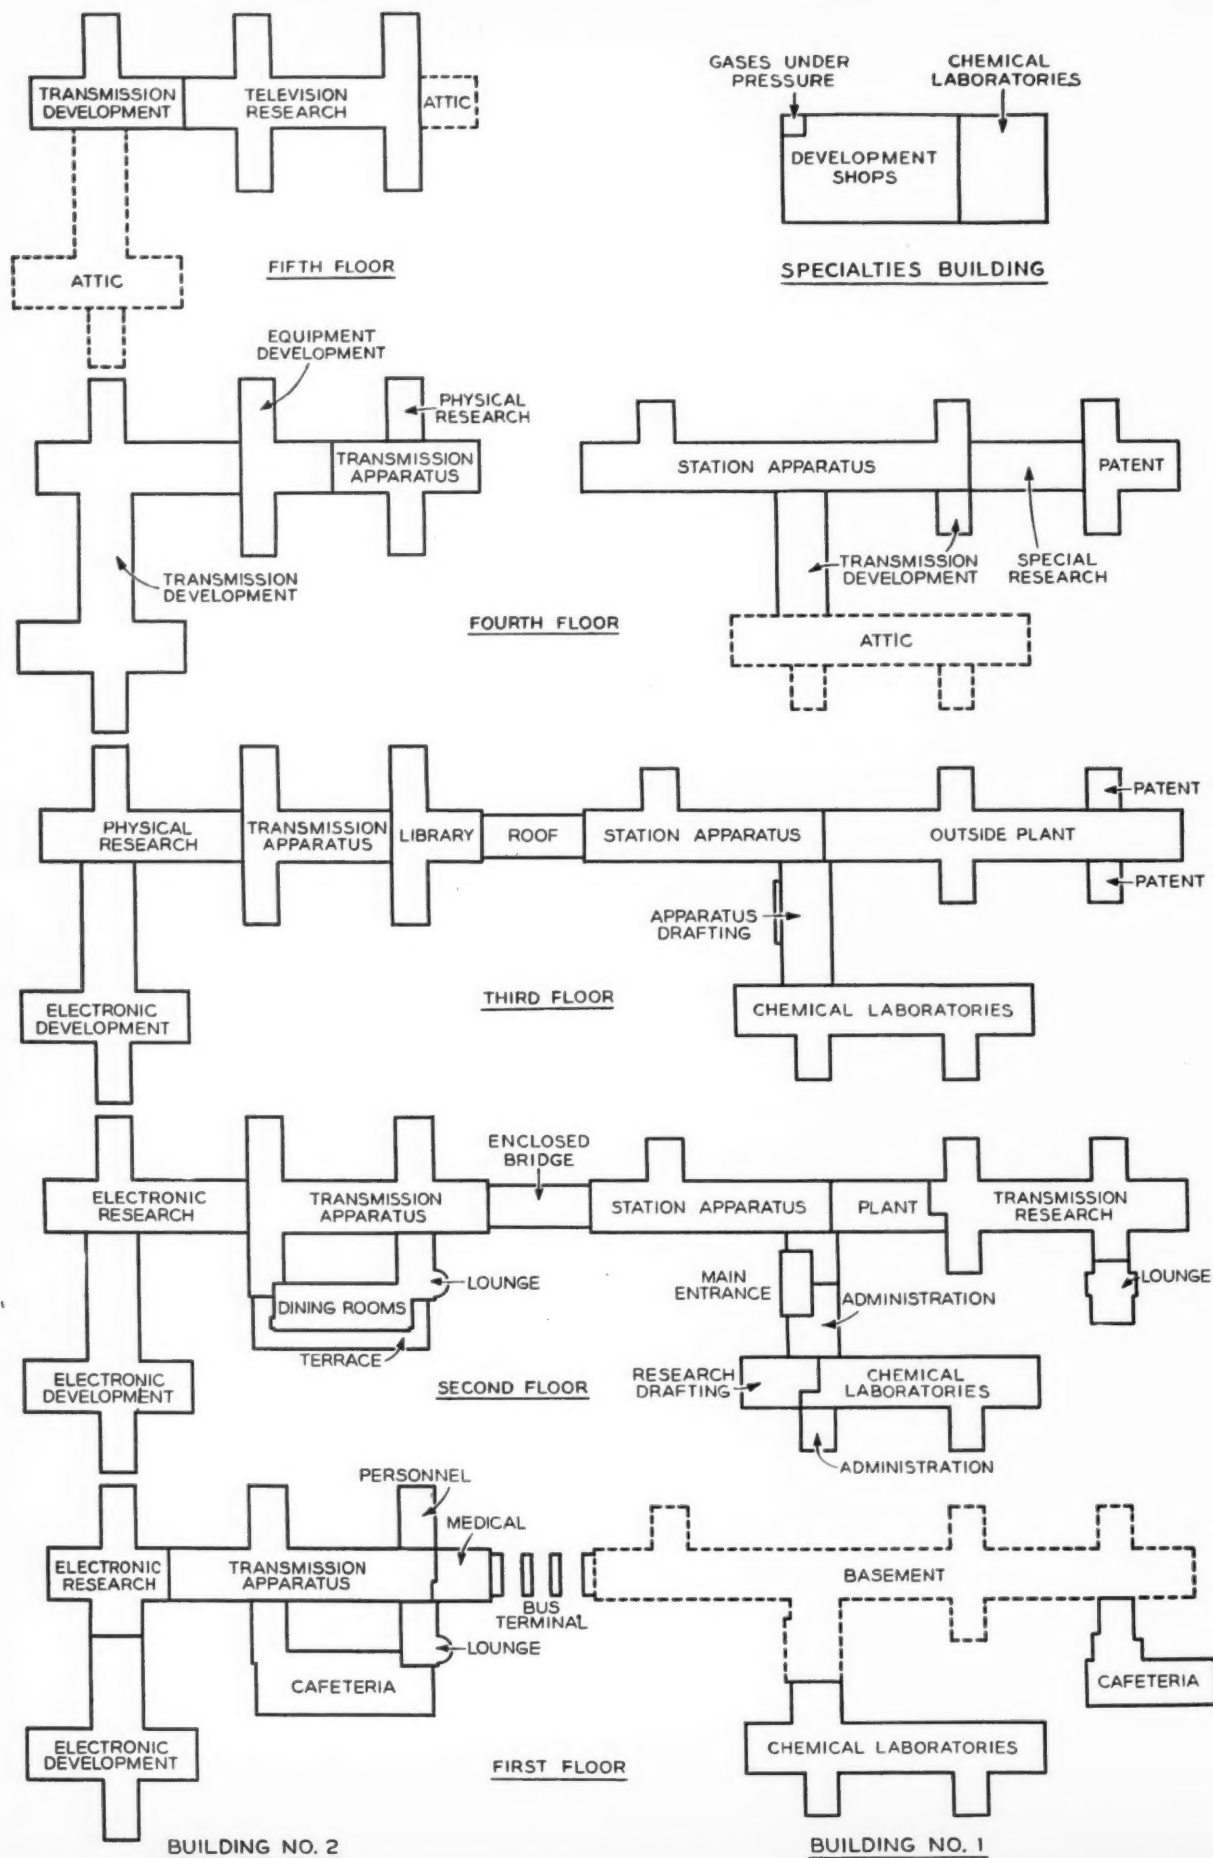 TRANSMISSION
DEVELOPMENT
TELEVISION
RESEARCH
ATTIC
ATTIC
FIFTH FLOOR
GASES UNDER
PRESSURE
CHEMICAL
LABORATORIES
DEVELOPMENT
SHOPS
SPECIALTIES BUILDING
EQUIPMENT
DEVELOPMENT
PHYSICAL
RESEARCH
TRANSMISSION
APPARATUS
TRANSMISSION
DEVELOPMENT
STATION APPARATUS
PATENT
TRANSMISSION
DEVELOPMENT
SPECIAL
RESEARCH
FOURTH FLOOR
ATTIC
PHYSICAL
RESEARCH
TRANSMISSION
APPARATUS
LIBRARY
ROOF
STATION APPARATUS
OUTSIDE PLANT
PATENT
PATENT
APPARATUS
DRAFTING
ELECTRONIC
DEVELOPMENT
THIRD FLOOR
CHEMICAL LABORATORIES
ENCLOSED
BRIDGE
ELECTRONIC
RESEARCH
TRANSMISSION
APPARATUS
STATION APPARATUS
PLANT
TRANSMISSION
RESEARCH
LOUNGE
DINING ROOMS
TERRACE
MAIN
ENTRANCE
ADMINISTRATION
LOUNGE
ELECTRONIC
DEVELOPMENT
SECOND FLOOR
RESEARCH
DRAFTING
CHEMICAL
LABORATORIES
ADMINISTRATION
PERSONNEL
MEDICAL
ELECTRONIC
RESEARCH
TRANSMISSION
APPARATUS
BUS
TERMINAL
BASEMENT
LOUNGE
CAFETERIA
CAFETERIA
ELECTRONIC
DEVELOPMENT
CHEMICAL LABORATORIES
FIRST FLOOR
BUILDING NO. 2
BUILDING NO. 1